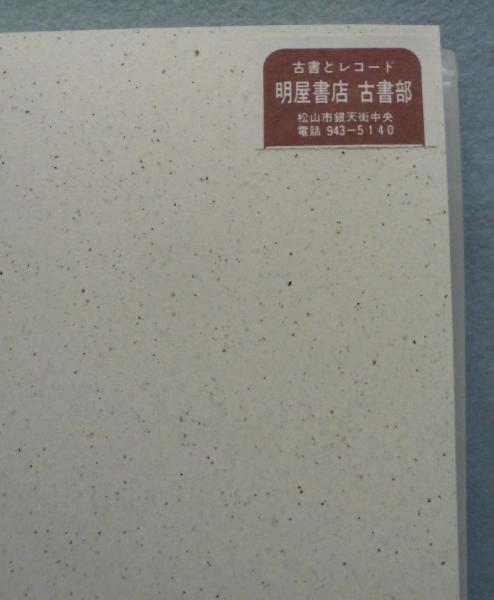 古書とレコード
明屋書店 古書部
松山市銀天街中央
電話 943-5140